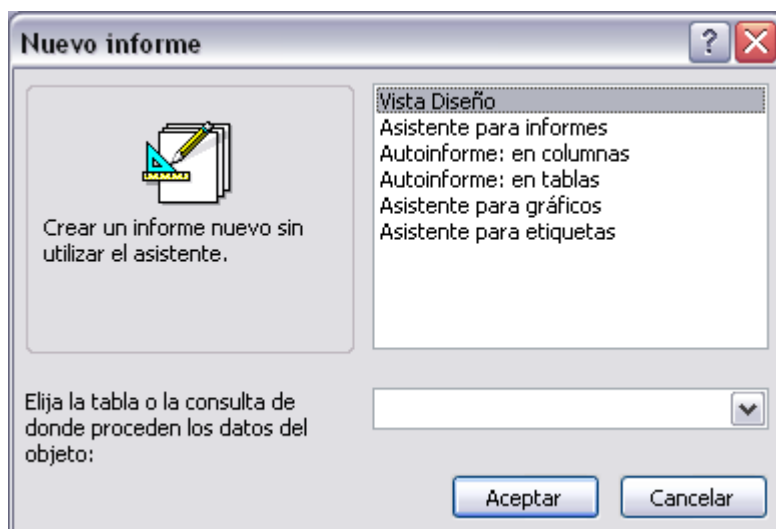 Nuevo informe
?
Vista Diseño
Asistente para informes
Autoinforme: en columnas
Autoinforme: en tablas
Asistente para gráficos
Asistente para etiquetas
Crear un informe nuevo sin
utilizar el asistente.
Elija la tabla o la consulta de
donde proceden los datos del
objeto:
Aceptar
Cancelar